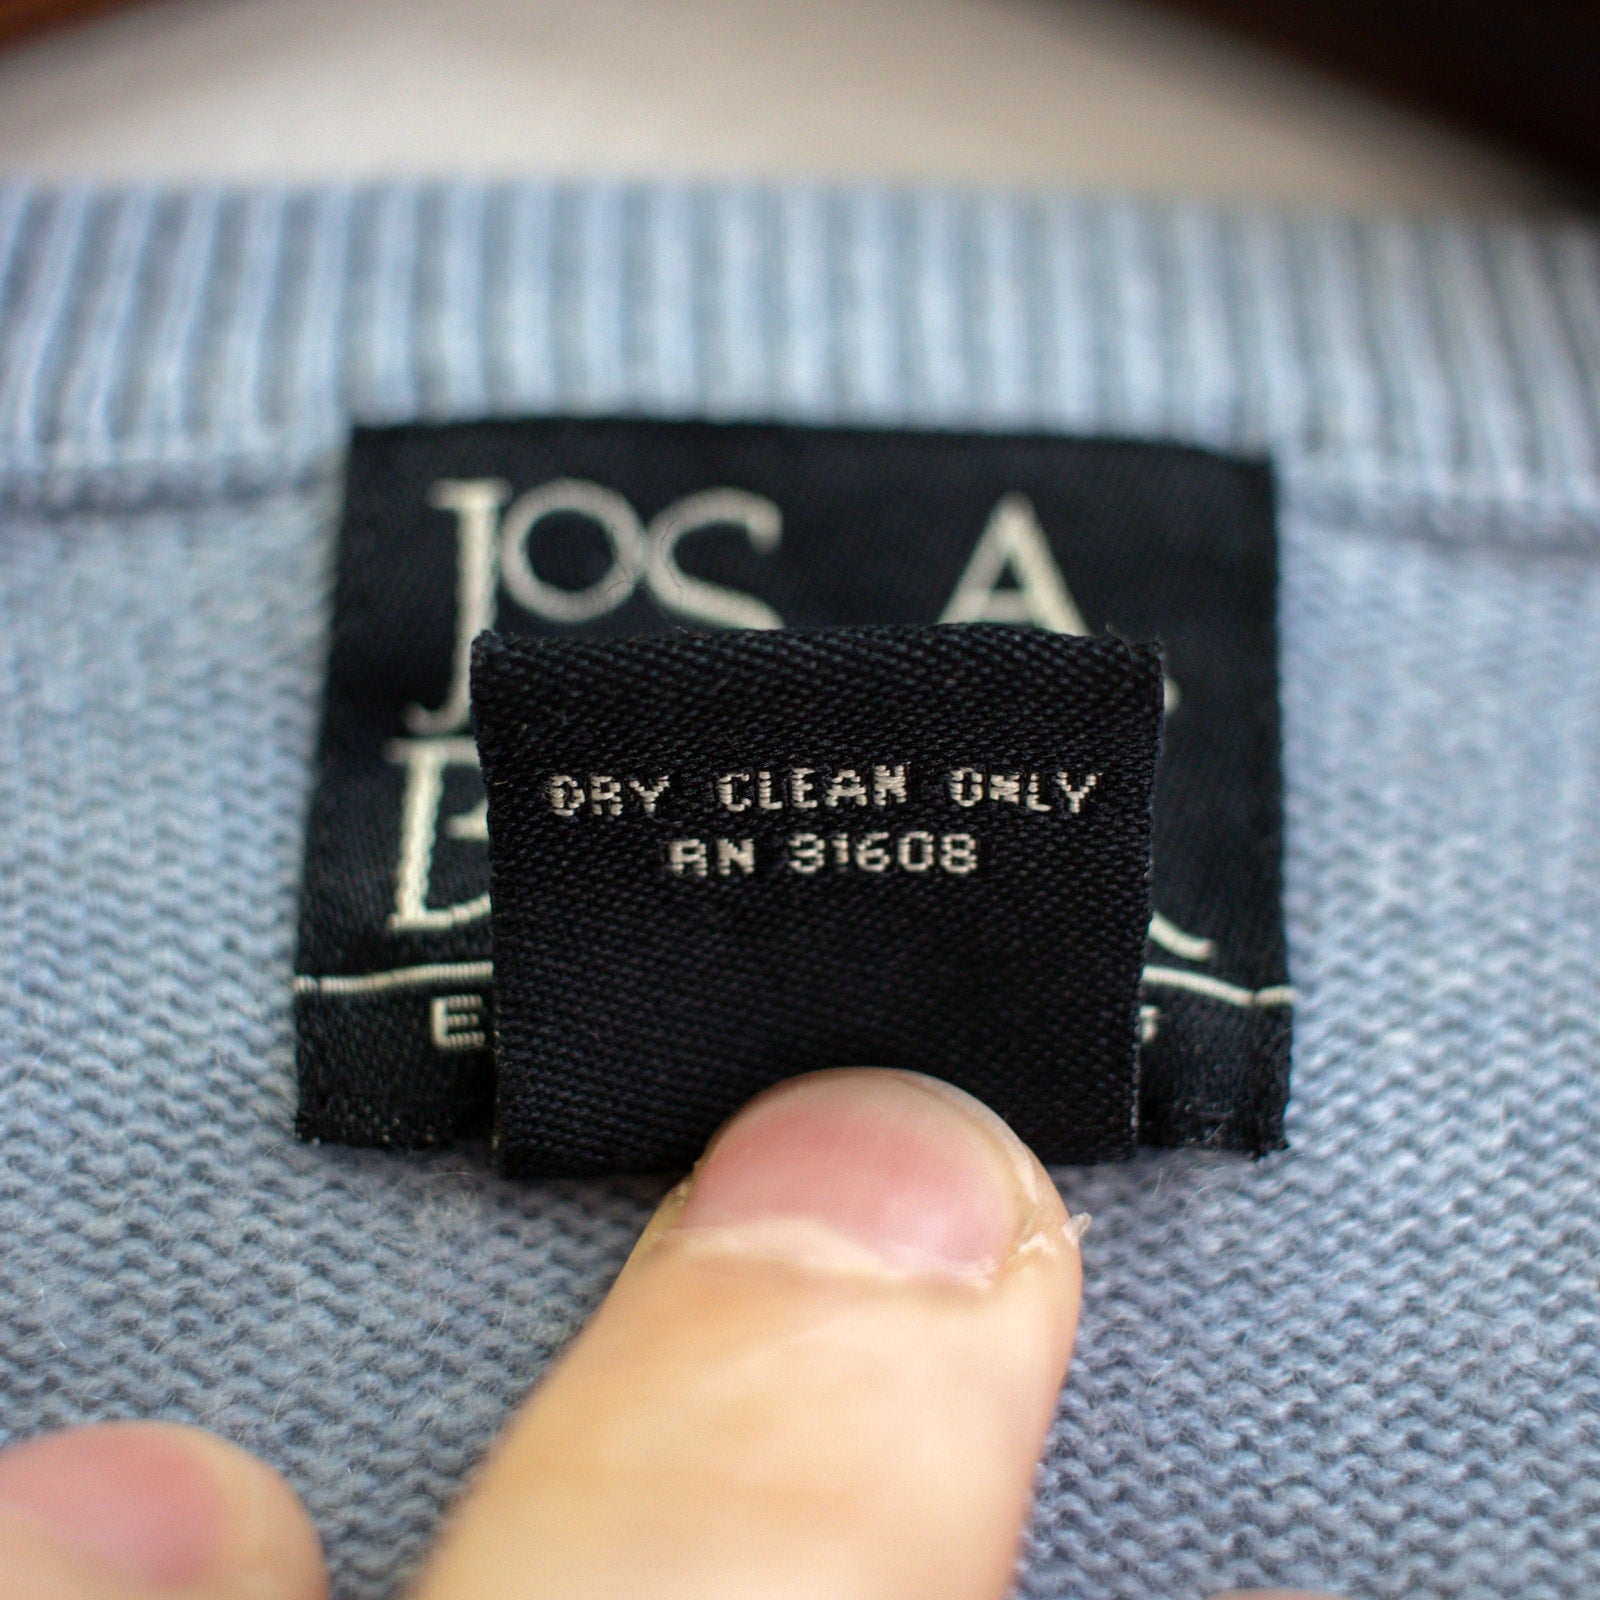 JOS A
DRY CLEAN ONLY
RN 31608